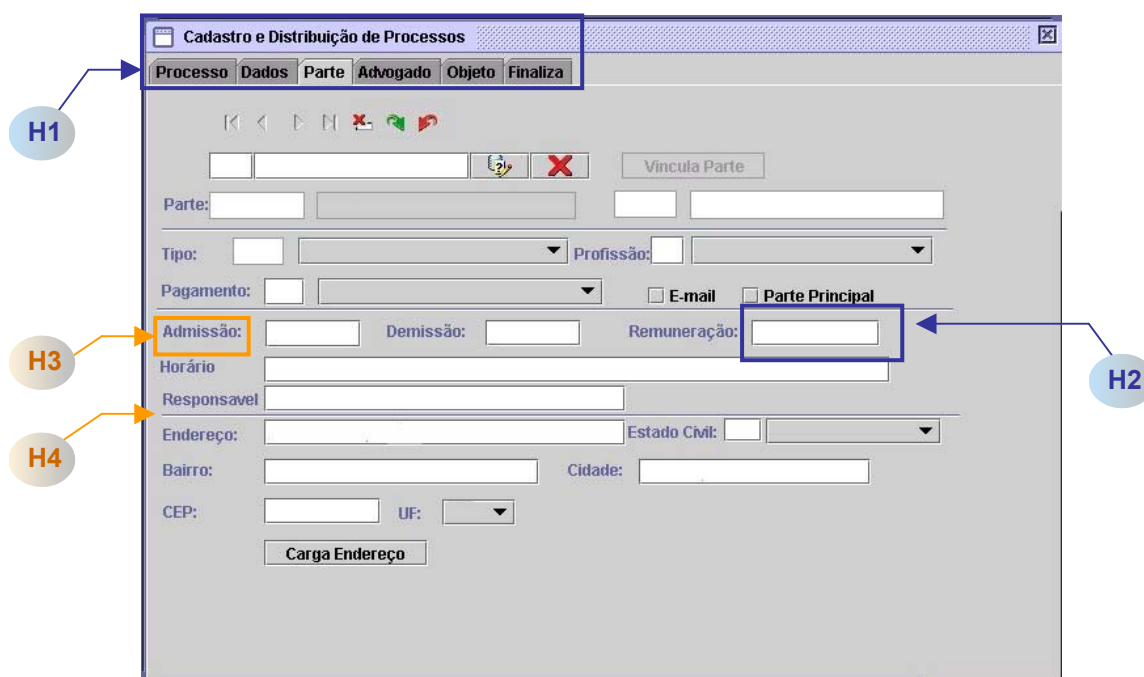 Cadastro e Distribuição de Processos
Processo Dados Parte Advogado Objeto Finaliza
H1
Vincula Parte
Parte:
Tipo: Profissão:
Pagamento: E-mail Parte Principal
Admissão: Demissão: Remuneração:
H3
Horário
H2
Responsavel
Endereço: Estado Civil:
H4
Bairro: Cidade:
CEP: UF:
Carga Endereço